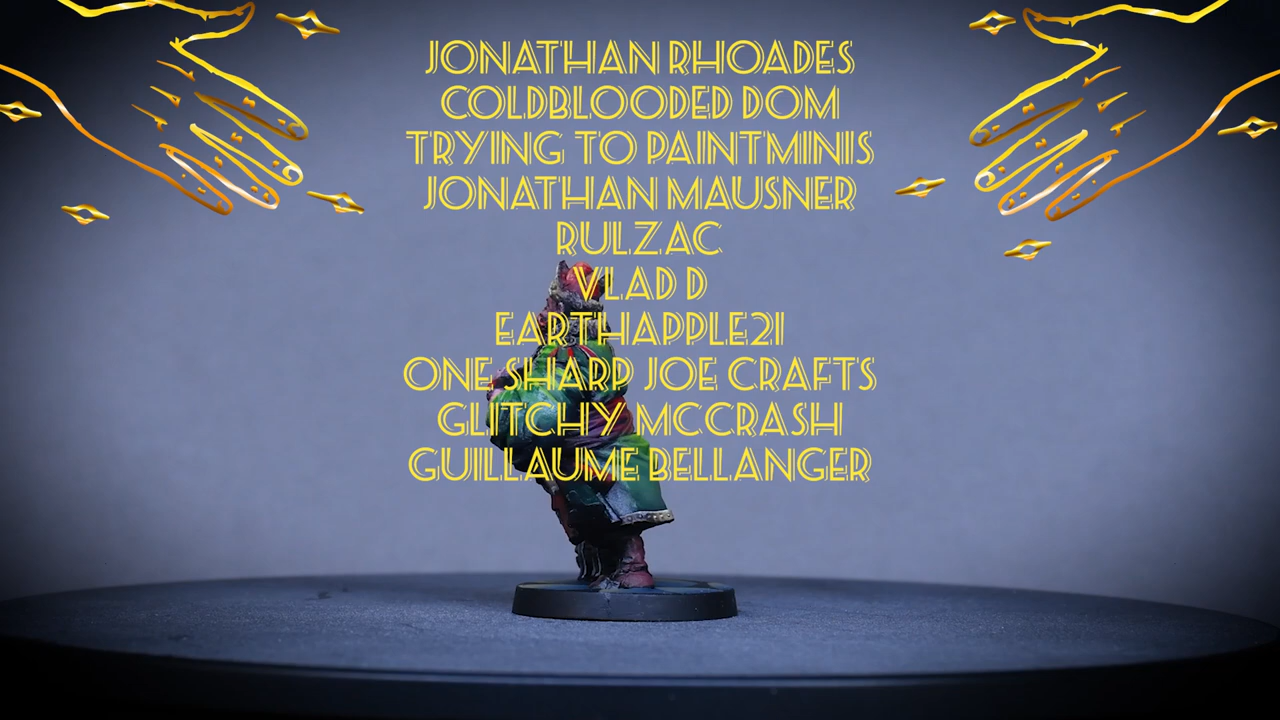 JONATHAN RHOADES
COLDBLOODED DOM
TRYING TO PAINTMINIS
JONATHAN MAUSNER
RULZAC
VLAD D
EARTHAPPLE21
ONE SHARP JOE CRAFTS
GLITCHY MCCRASH
GUILLAUME BELLANGER